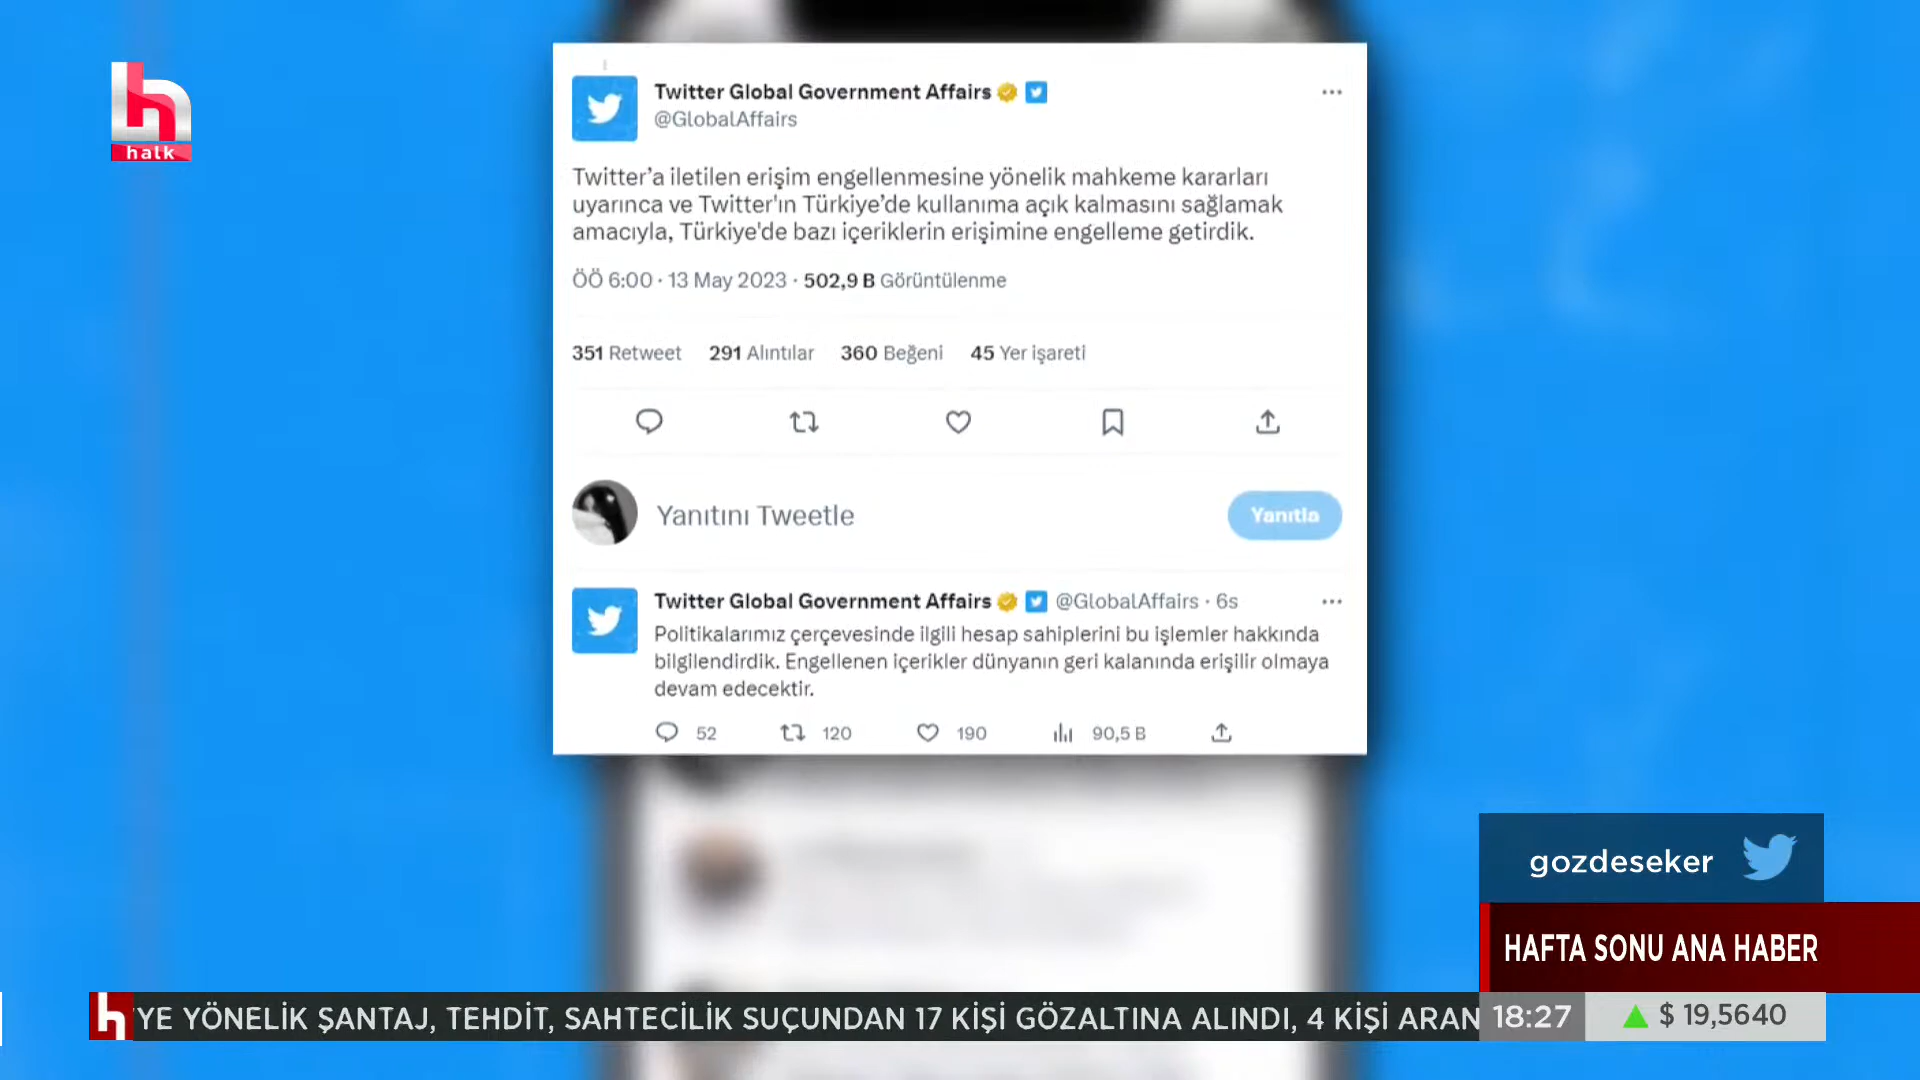 halk
Twitter Global Government Affairs
@GlobalAffairs
Twitter’a iletilen erişim engellenmesine yönelik mahkeme kararları
uyarınca ve Twitter'ın Türkiye’de kullanıma açık kalmasını sağlamak
amacıyla, Türkiye'de bazı içeriklerin erişimine engelleme getirdik.
ÖÖ 6:00 · 13 May 2023 · 502,9 B Görüntülenme
351 Retweet 291 Alıntılar 360 Beğeni 45 Yer işareti
Yanıtını Tweetle
Yanıtla
Twitter Global Government Affairs @GlobalAffairs · 6s
Politikalarımız çerçevesinde ilgili hesap sahiplerini bu işlemler hakkında
bilgilendirdik. Engellenen içerikler dünyanın geri kalanında erişilir olmaya
devam edecektir.
52 120 190 90,5 B
gozdeseker
HAFTA SONU ANA HABER
'YE YÖNELİK ŞANTAJ, TEHDİT, SAHTECİLİK SUÇUNDAN 17 KİŞİ GÖZALTINA ALINDI, 4 KİŞİ ARAN
18:27
$ 19,5640